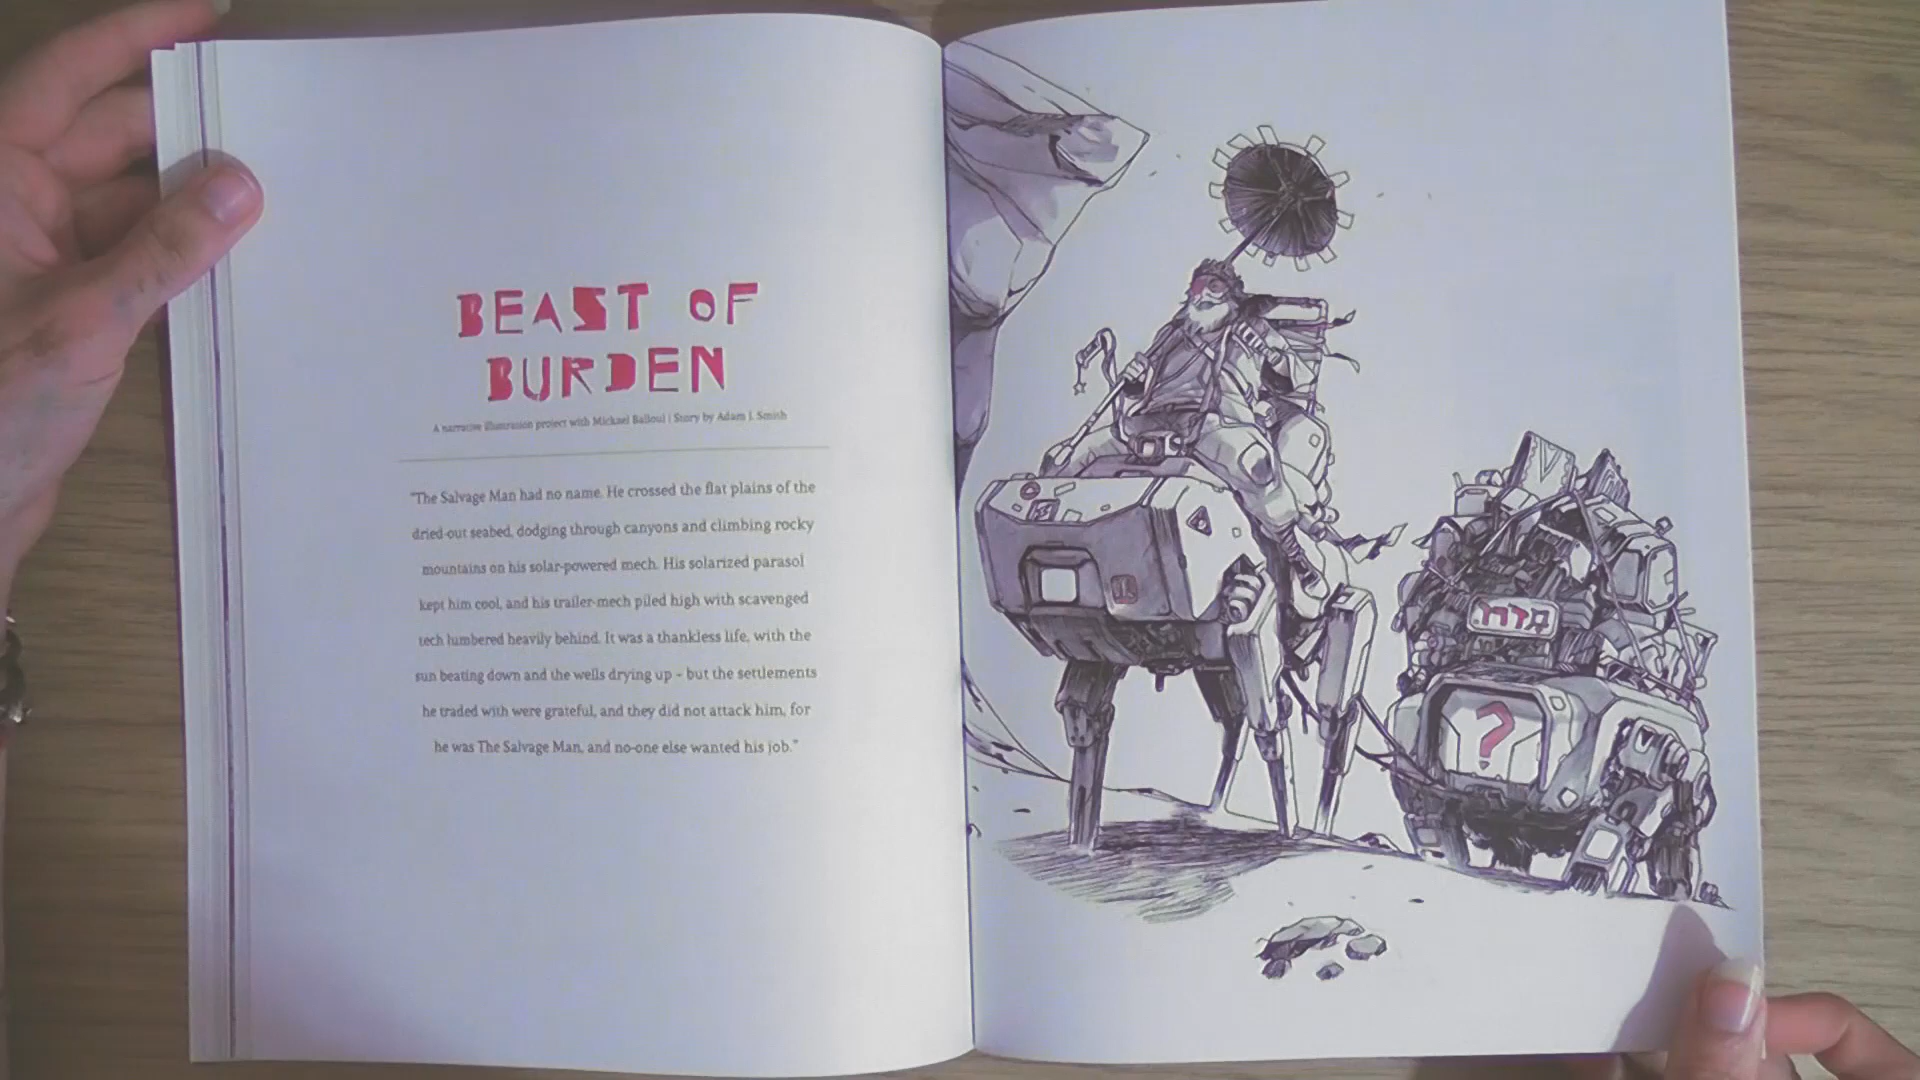 BEAST OF
BURDEN
A narrative illustration project with Mickael Balloul | Story by Adam J. Smith
"The Salvage Man had no name. He crossed the flat plains of the
dried-out seabed, dodging through canyons and climbing rocky
mountains on his solar-powered mech. His solarized parasol
kept him cool, and his trailer-mech piled high with scavenged
tech lumbered heavily behind. It was a thankless life, with the
sun beating down and the wells drying up – but the settlements
he traded with were grateful, and they did not attack him, for
he was The Salvage Man, and no-one else wanted his job."
?